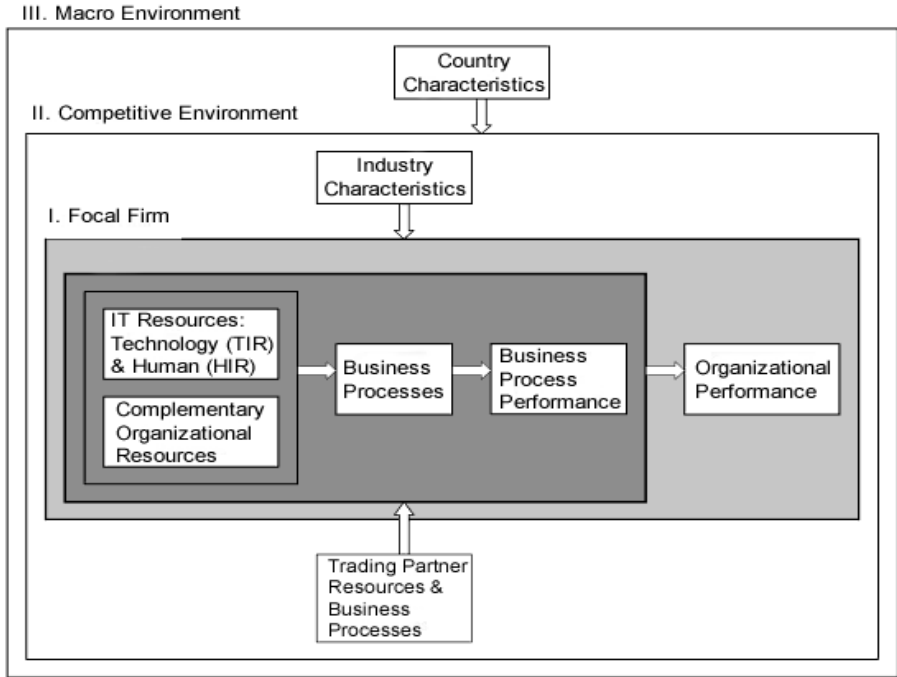 III. Macro Environment
Country
Characteristics
II. Competitive Environment
Industry
Characteristics
I. Focal Firm
IT Resources:
Technology (TIR)
& Human (HIR)
Complementary
Organizational
Resources
Business
Processes
Business
Process
Performance
Organizational
Performance
Trading Partner
Resources &
Business
Processes